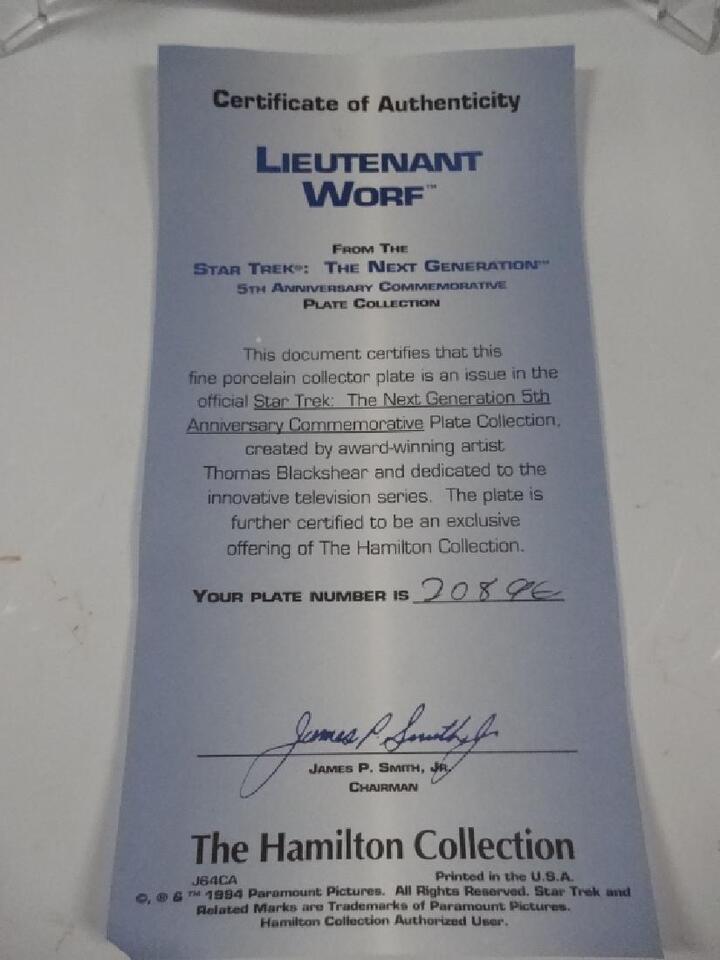 Certificate of Authenticity
LIEUTENANT
WORF™
FROM THE
STAR TREK®: THE NEXT GENERATION™
5TH ANNIVERSARY COMMEMORATIVE
PLATE COLLECTION
This document certifies that this
fine porcelain collector plate is an issue in the
official Star Trek: The Next Generation 5th
Anniversary Commemorative Plate Collection,
created by award-winning artist
Thomas Blackshear and dedicated to the
innovative television series. The plate is
further certified to be an exclusive
offering of The Hamilton Collection.
YOUR PLATE NUMBER IS
James P. Smith, Jr.
JAMES P. SMITH, JR.
CHAIRMAN
The Hamilton Collection
J64CA Printed in the U.S.A.
©, ® & ™ 1994 Paramount Pictures. All Rights Reserved. Star Trek and
Related Marks are Trademarks of Paramount Pictures.
Hamilton Collection Authorized User.